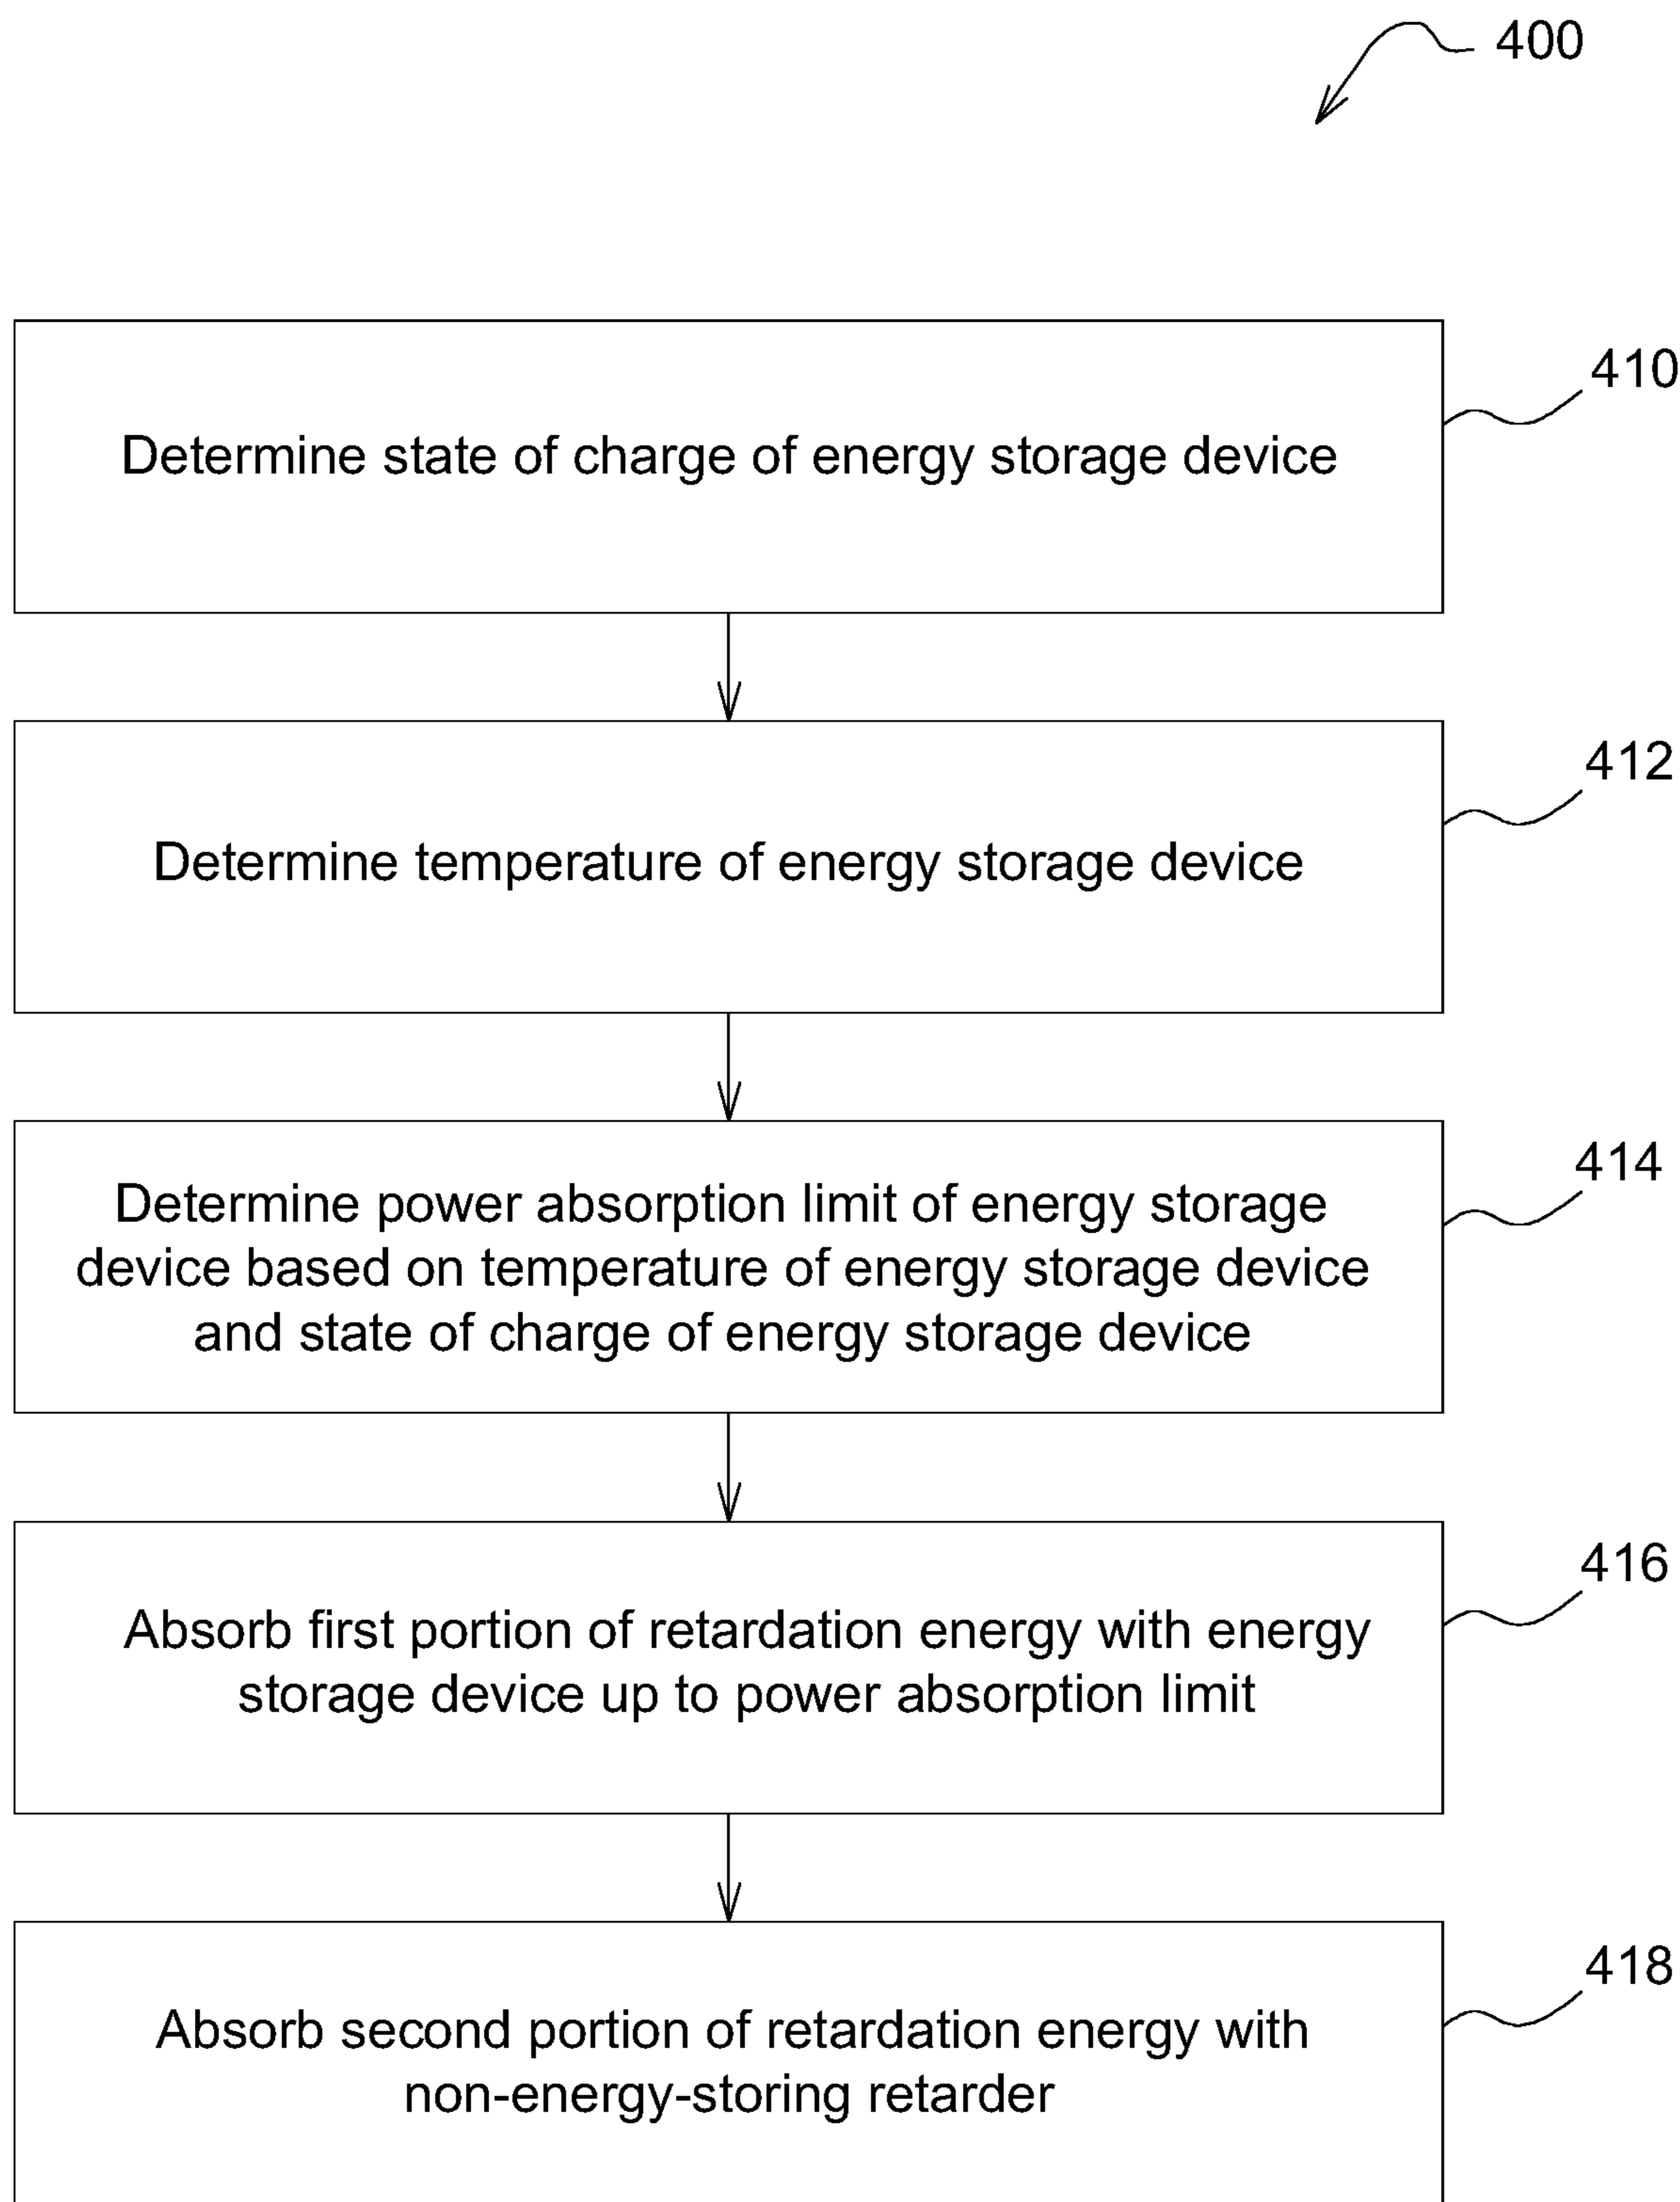 400
410
Determine state of charge of energy storage device
412
Determine temperature of energy storage device
414
Determine power absorption limit of energy storage
device based on temperature of energy storage device
and state of charge of energy storage device
416
Absorb first portion of retardation energy with energy
storage device up to power absorption limit
418
Absorb second portion of retardation energy with
non-energy-storing retarder